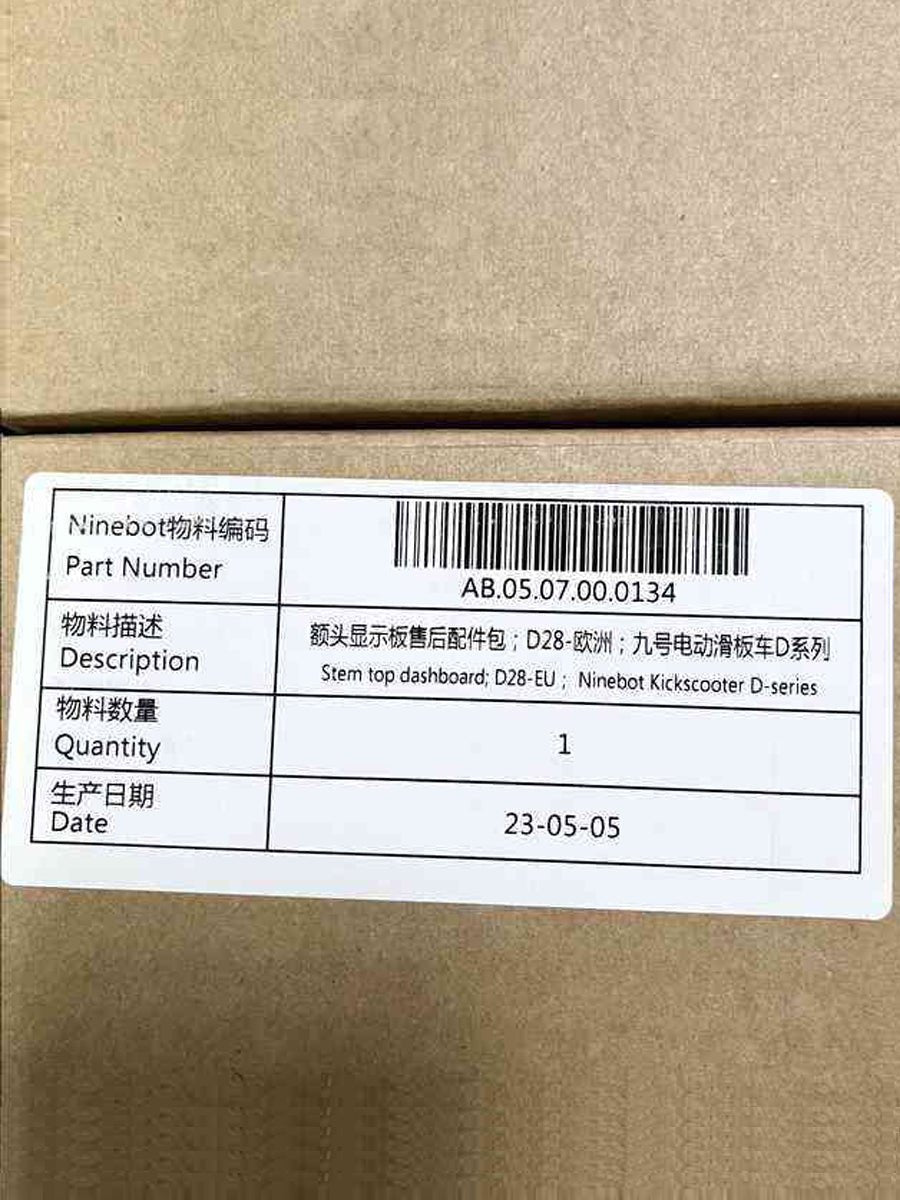 Ninebot物料编码
Part Number
AB.05.07.00.0134
物料描述
Description
额头显示板售后配件包；D28-欧洲；九号电动滑板车D系列
Stem top dashboard; D28-EU； Ninebot Kickscooter D-series
物料数量
Quantity
1
生产日期
Date
23-05-05